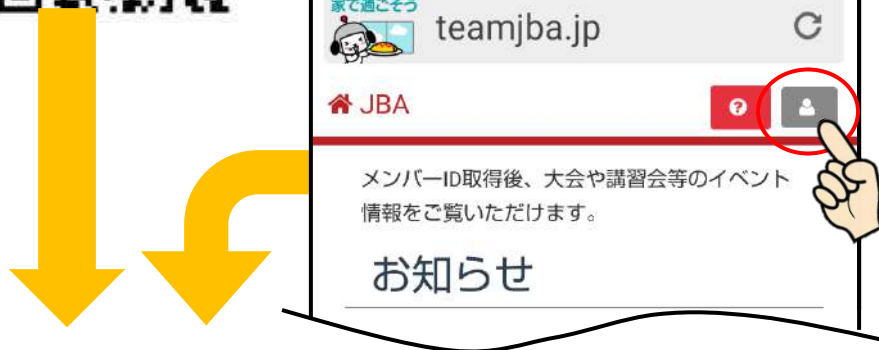 家で過ごそう
teamjba.jp
JBA
メンバーID取得後、大会や講習会等のイベント
情報をご覧いただけます。
お知らせ